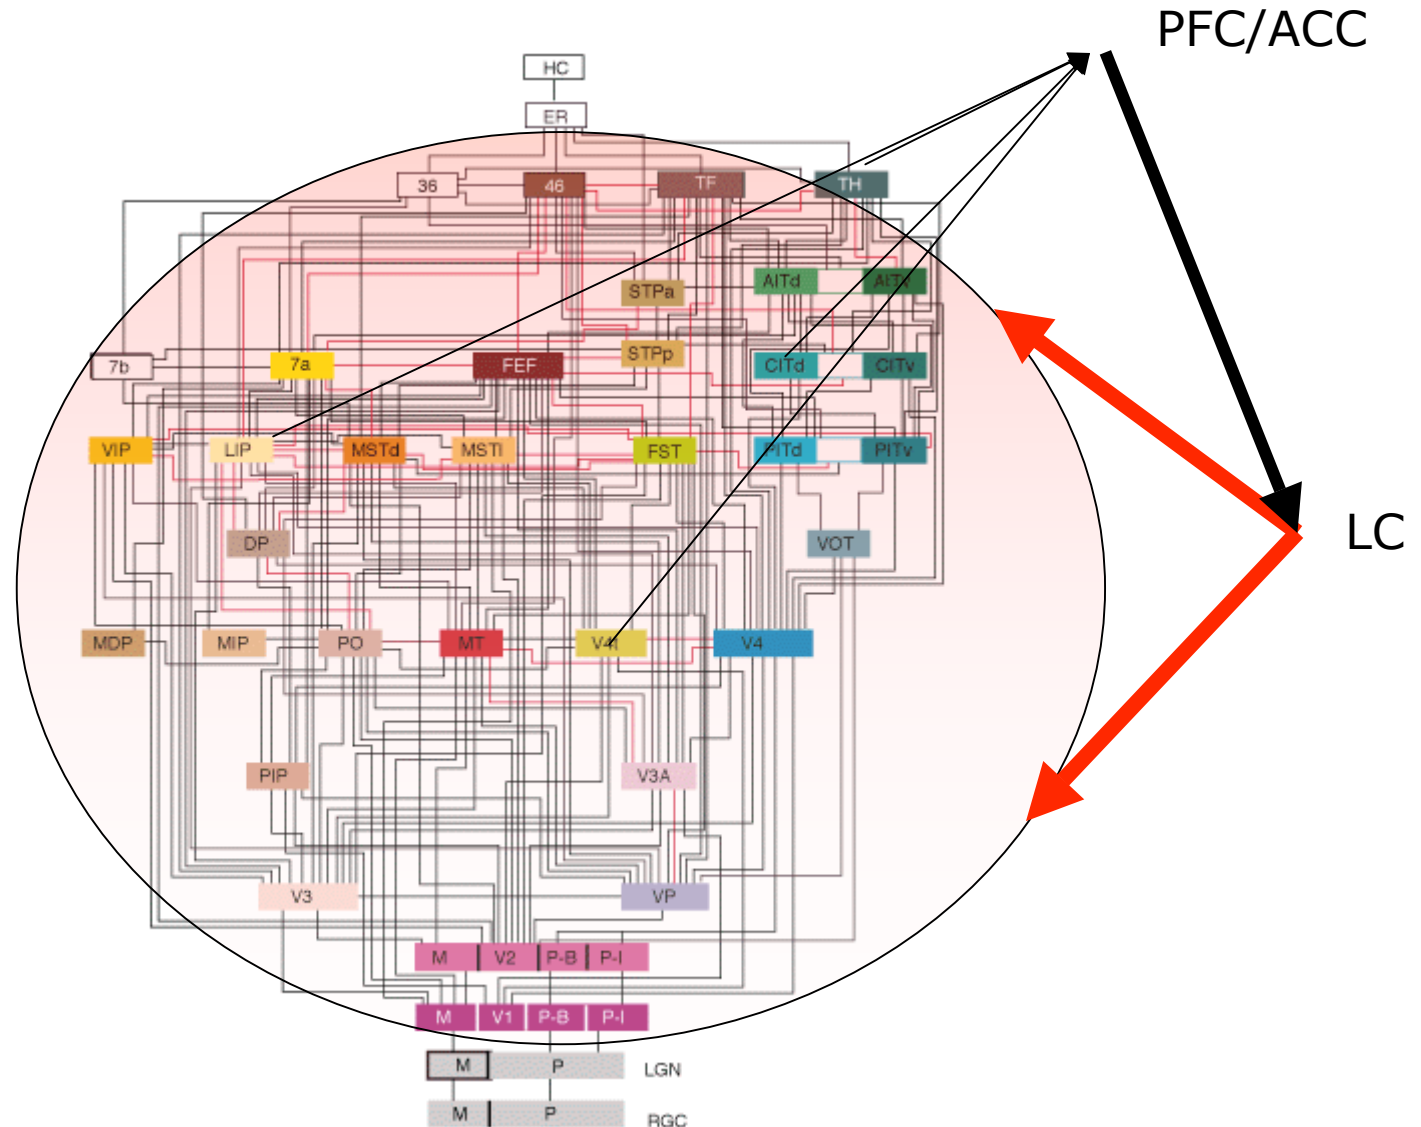 PFC/ACC
HC
ER
36 46 TF TH
AITd AITv
STPa
STPp
7b 7a FEF CITd CITv
VIP LIP MSTd MSTl FST PITd PITv
DP VOT
LC
MDP MIP PO MT V4t V4
PIP V3A
V3 VP
M V2 P-B P-I
M V1 P-B P-I
M P LGN
M P RGC